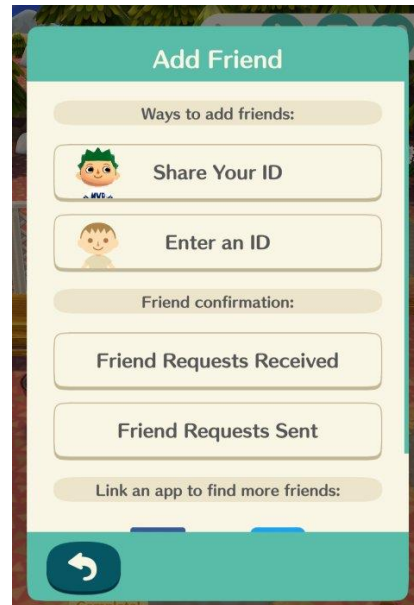 Add Friend
Ways to add friends:
Share Your ID
Enter an ID
Friend confirmation:
Friend Requests Received
Friend Requests Sent
Link an app to find more friends: